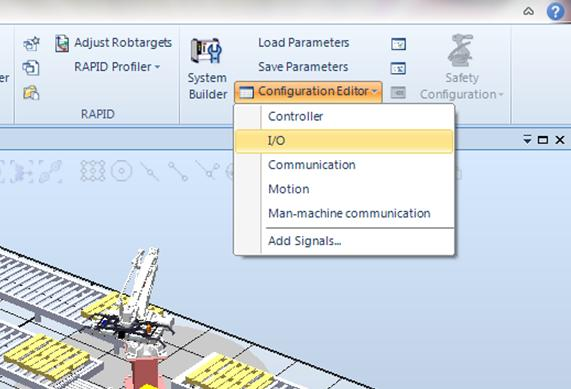 er
Adjust Robtargets
RAPID Profiler
RAPID
System
Builder
Load Parameters
Save Parameters
Configuration Editor
Safety
Configuration
Controller
I/O
Communication
Motion
Man-machine communication
Add Signals...